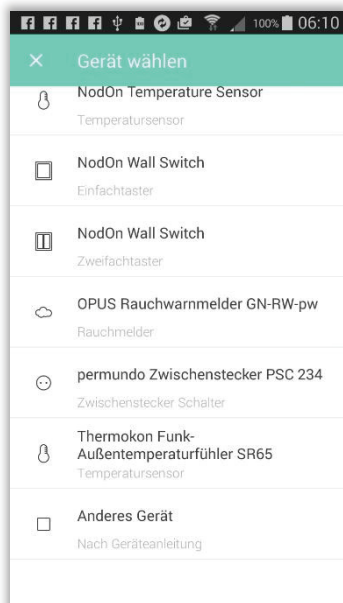 100% 06:10
Gerät wählen
NodOn Temperature Sensor
Temperatursensor
NodOn Wall Switch
Einfachtaster
NodOn Wall Switch
Zweifachtaster
OPUS Rauchwarnmelder GN-RW-pw
Rauchmelder
permundo Zwischenstecker PSC 234
Zwischenstecker Schalter
Thermokon Funk-
Außentemperaturfühler SR65
Temperatursensor
Anderes Gerät
Nach Geräteanleitung